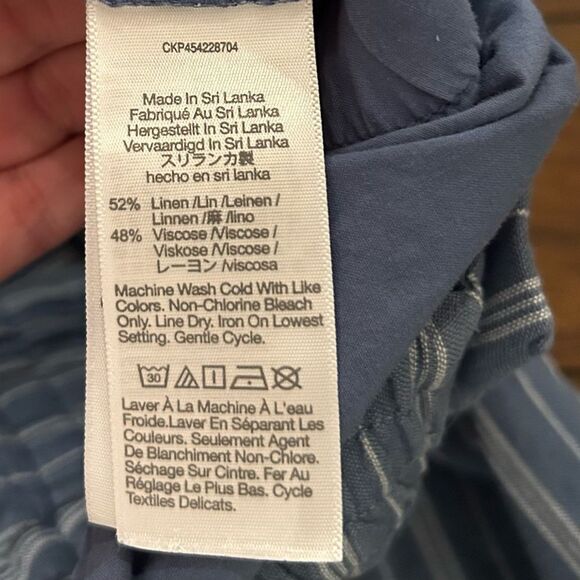 CKP454228704
Made In Sri Lanka
Fabriqué Au Sri Lanka
Hergestellt In Sri Lanka
Vervaardigd In Sri Lanka
スリランカ製
hecho en sri lanka
52% Linen /Lin /Leinen /
Linnen /麻 /lino
48% Viscose /Viscose /
Viskose /Viscose /
レーヨン /viscosa
Machine Wash Cold With Like
Colors. Non-Chlorine Bleach
Only. Line Dry. Iron On Lowest
Setting. Gentle Cycle.
30
Laver À La Machine À L'eau
Froide.Laver En Séparant Les
Couleurs. Seulement Agent
De Blanchiment Non-Chlore.
Séchage Sur Cintre. Fer Au
Réglage Le Plus Bas. Cycle
Textiles Delicats.